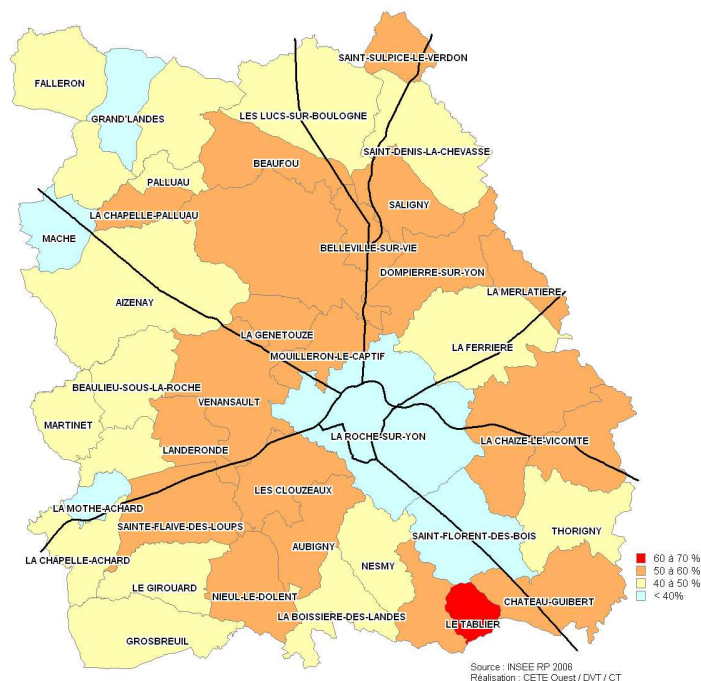 SAINT-SULPICE-LE-VERDON
FALLERON
GRAND'LANDES
LES LUCS-SUR-BOULOGNE
SAINT-DENIS-LA-CHEVASSE
BEAUFOU
PALLUAU
SALIGNY
LA CHAPELLE-PALLUAU
MACHE
BELLEVILLE-SUR-VIE
DOMPIERRE-SUR-YON
LA MERLATIERE
AIZENAY
LA GENETOUZE
LA FERRIERE
MOUILLERON-LE-CAPTIF
BEAULIEU-SOUS-LA-ROCHE
VENANSAULT
MARTINET
LA ROCHE-SUR-YON
LA CHAIZE-LE-VICOMTE
LANDERONDE
LES CLOUZEAUX
LA MOTHE-ACHARD
SAINTE-FLAIVE-DES-LOUPS
SAINT-FLORENT-DES-BOIS
THORIGNY
AUBIGNY
LA CHAPELLE-ACHARD
NESMY
LE GIROUARD
NIEUL-LE-DOLENT
CHATEAU-GUIBERT
LA BOISSIERE-DES-LANDES
LE TABLIER
GROSBREUIL
60 à 70 %
50 à 60 %
40 à 50 %
< 40%
Source : INSEE RP 2006
Réalisation : CETE Ouest / DVT / CT